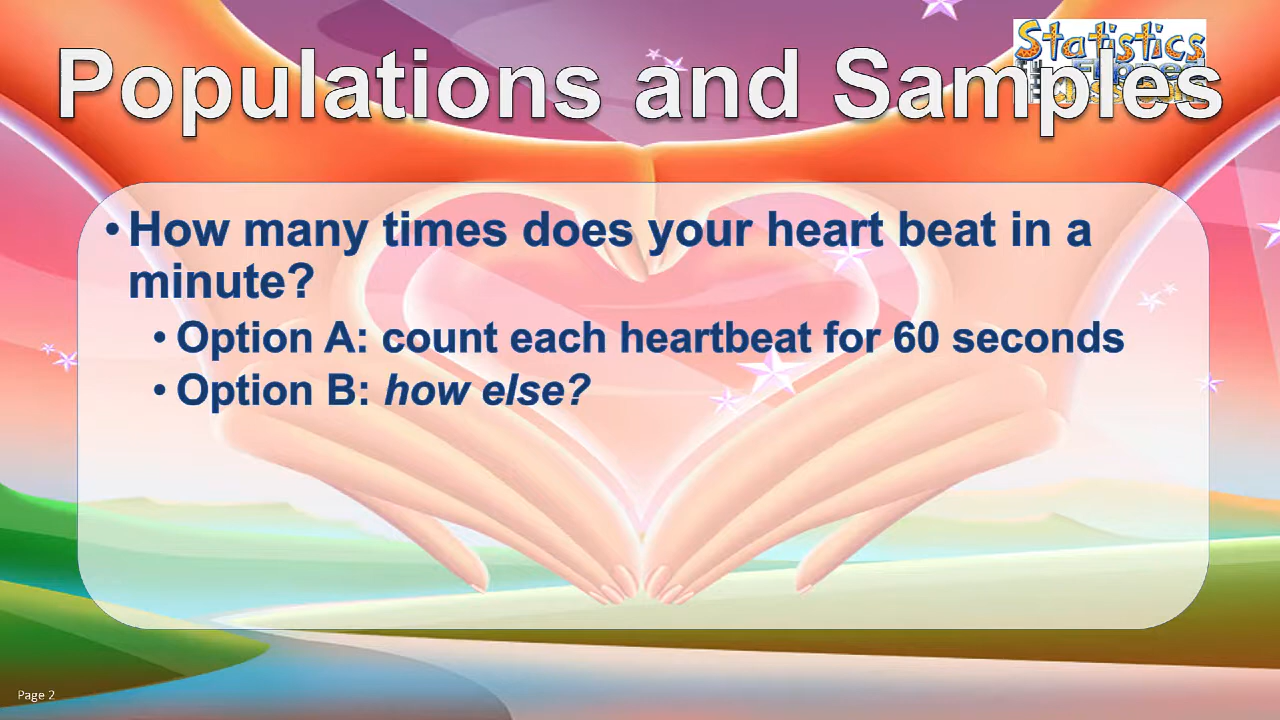 Statistics
Populations and Samples
• How many times does your heart beat in a
minute?
• Option A: count each heartbeat for 60 seconds
• Option B: how else?
Page 2